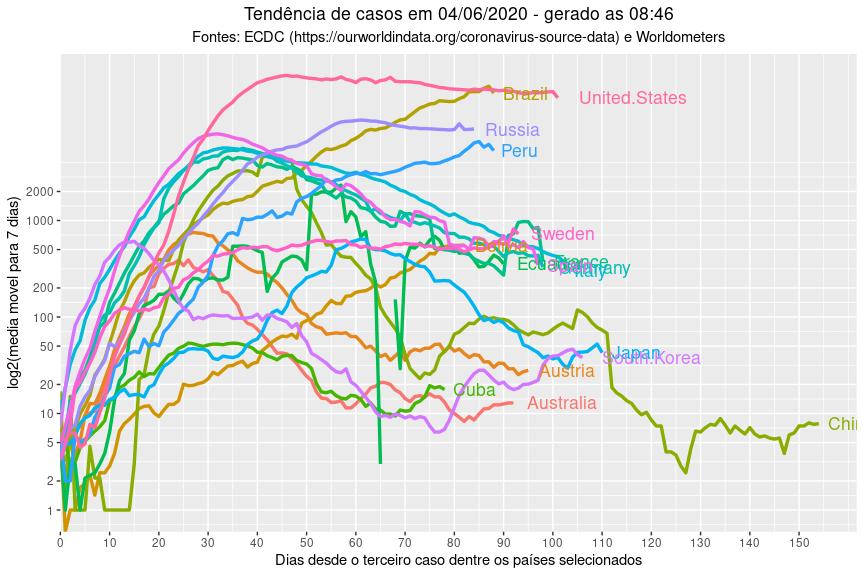 Tendência de casos em 04/06/2020 - gerado as 08:46
Fontes: ECDC (https://ourworldindata.org/coronavirus-source-data) e Worldometers
log2(media movel para 7 dias)
2000
1000
500
200
100
50
20
10
5
2
1
Brazil
United.States
Russia
Peru
Sweden
France
Italy
Japan
South.Korea
Austria
Cuba
Australia
Chi
0 10 20 30 40 50 60 70 80 90 100 110 120 130 140 150
Dias desde o terceiro caso dentre os países selecionados